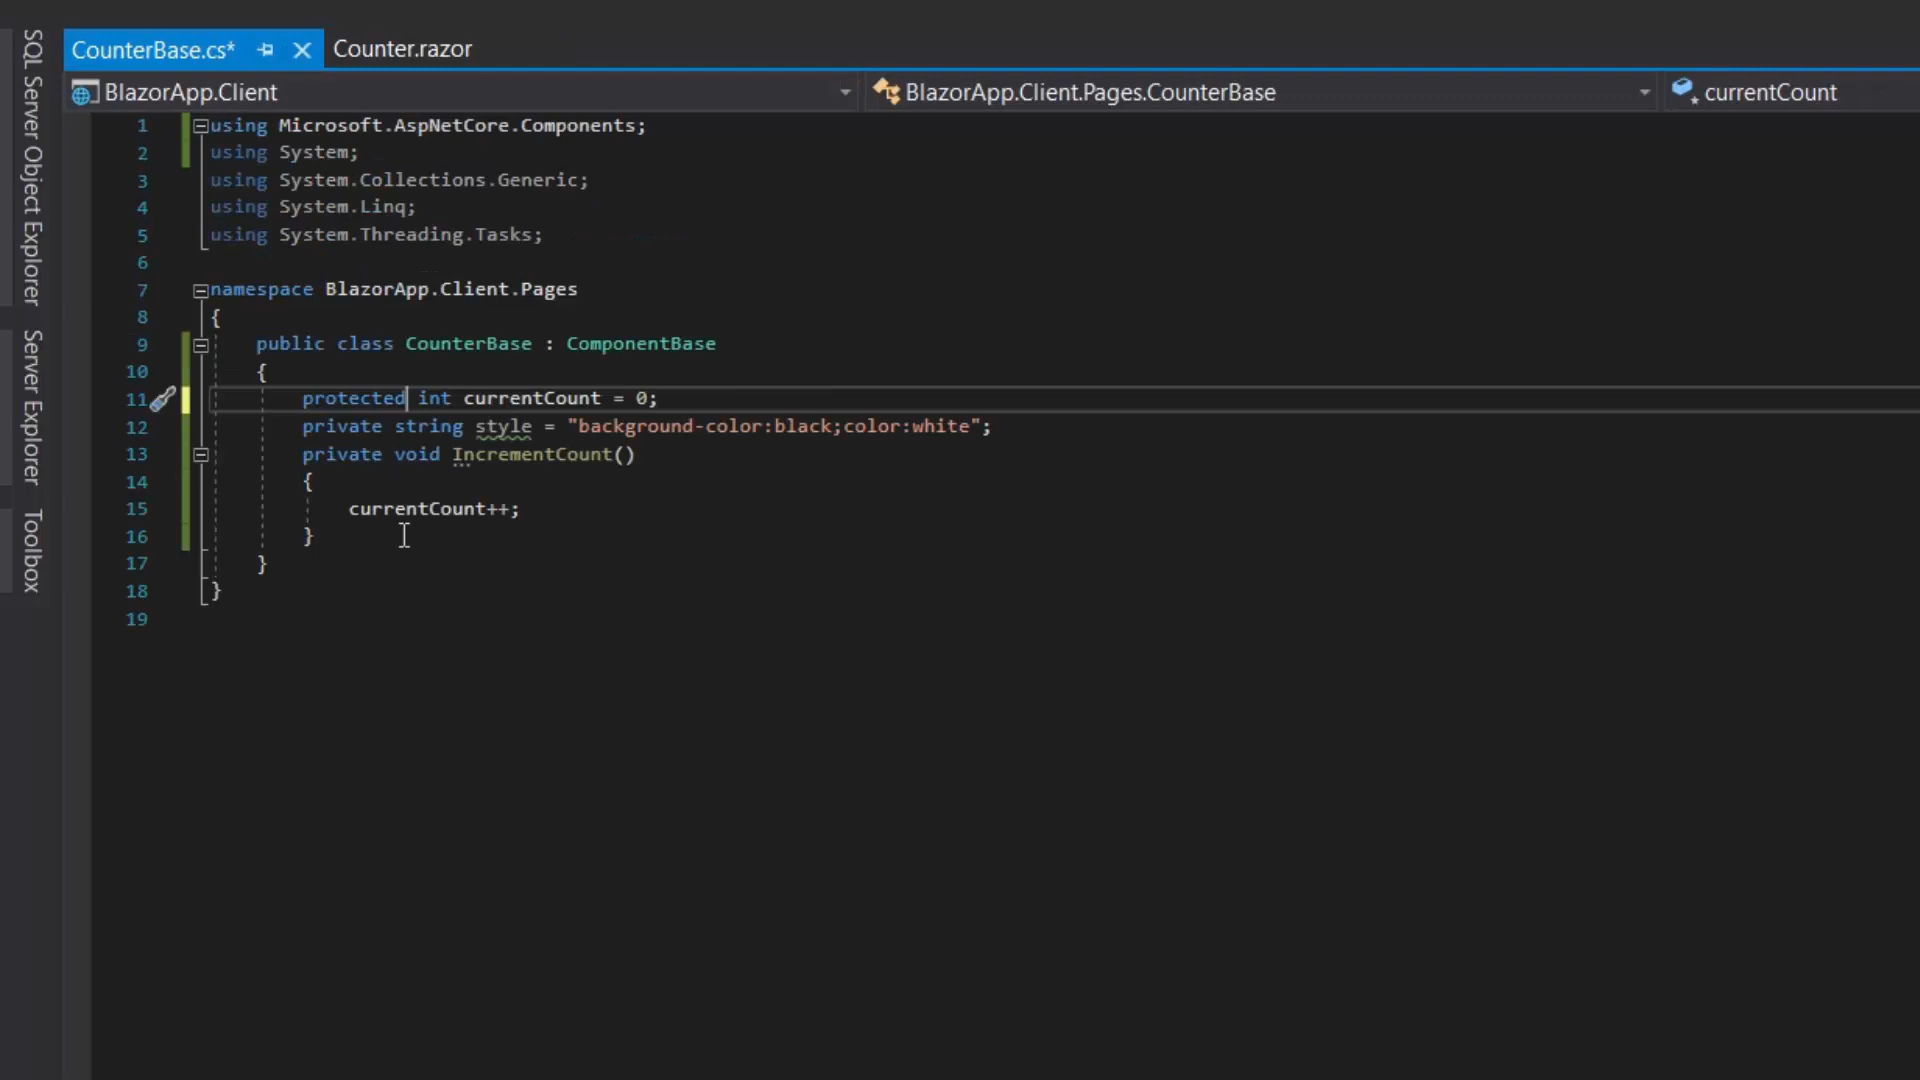 SQL Server Object Explorer
Server Explorer
Toolbox
CounterBase.cs* Counter.razor
BlazorApp.Client BlazorApp.Client.Pages.CounterBase currentCount
1 using Microsoft.AspNetCore.Components;
2 using System;
3 using System.Collections.Generic;
4 using System.Linq;
5 using System.Threading.Tasks;
6
7 namespace BlazorApp.Client.Pages
8 {
9 public class CounterBase : ComponentBase
10 {
11 protected int currentCount = 0;
12 private string style = "background-color:black;color:white";
13 private void IncrementCount()
14 {
15 currentCount++;
16 }
17 }
18 }
19